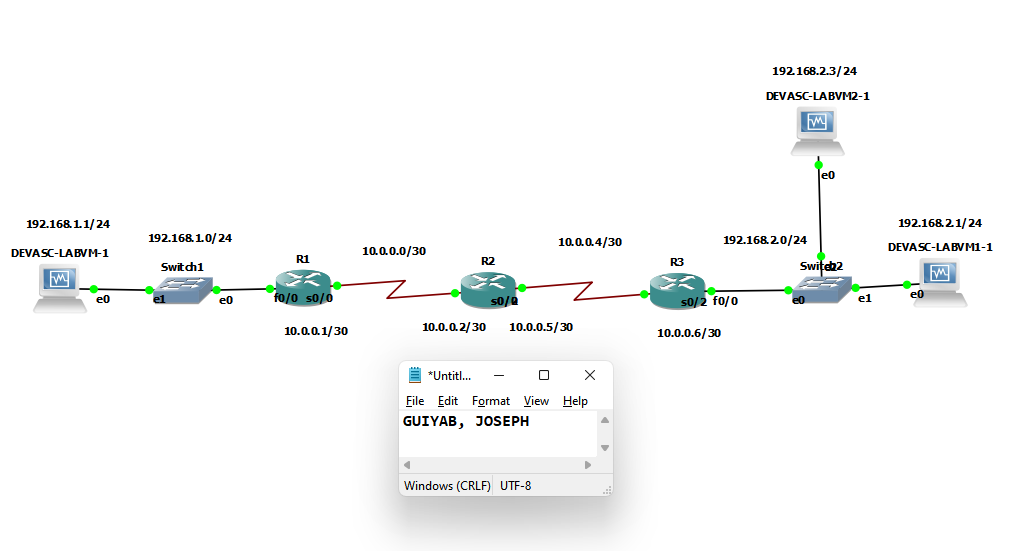 192.168.2.3/24
DEVASC-LABVM2-1
e0
192.168.1.1/24
DEVASC-LABVM-1
e0
192.168.1.0/24
Switch1
e1
e0
R1
f0/0
s0/0
10.0.0.1/30
10.0.0.0/30
R2
10.0.0.2/30
10.0.0.5/30
10.0.0.4/30
R3
s0/2
f0/0
10.0.0.6/30
192.168.2.0/24
Switch2
e0
e1
192.168.2.1/24
DEVASC-LABVM1-1
e0
*Untitl...
File Edit Format View Help
GUIYAB, JOSEPH
Windows (CRLF) UTF-8